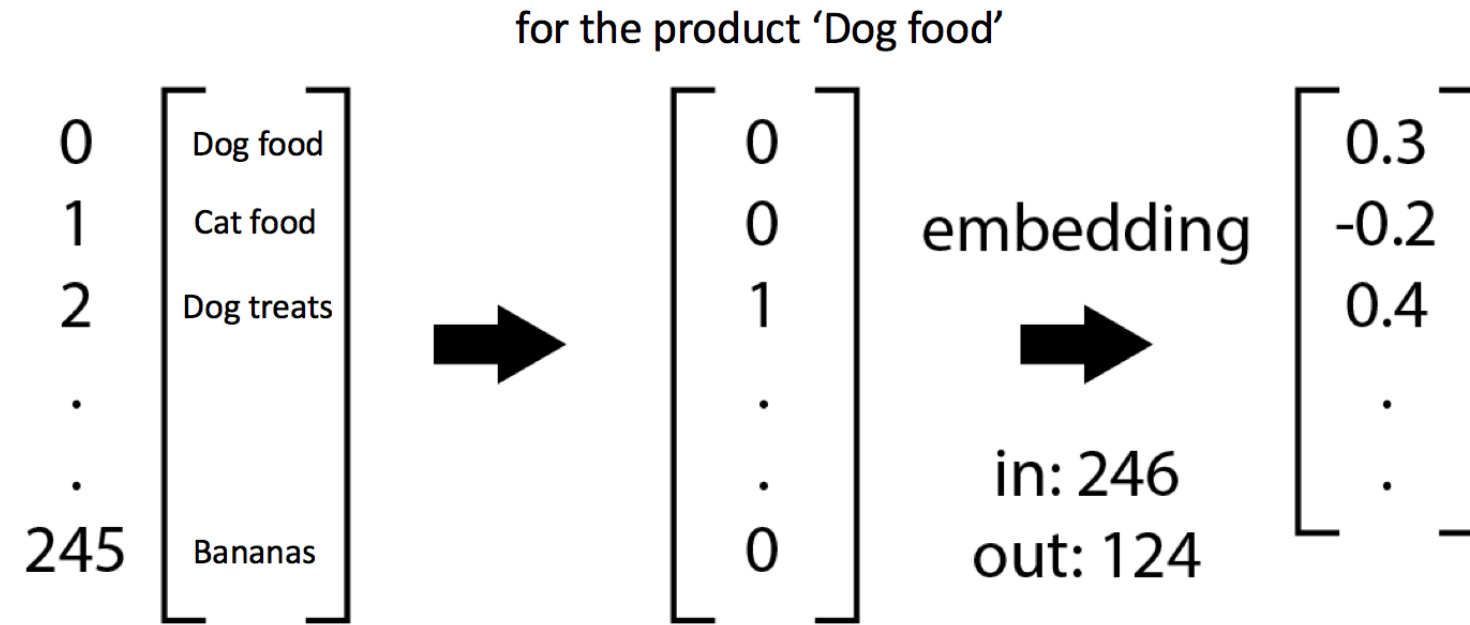 for the product ‘Dog food’
0 Dog food 0 0.3
1 Cat food 0 embedding -0.2
2 Dog treats 1 0.4
. . .
. . in: 246 .
245 Bananas 0 out: 124